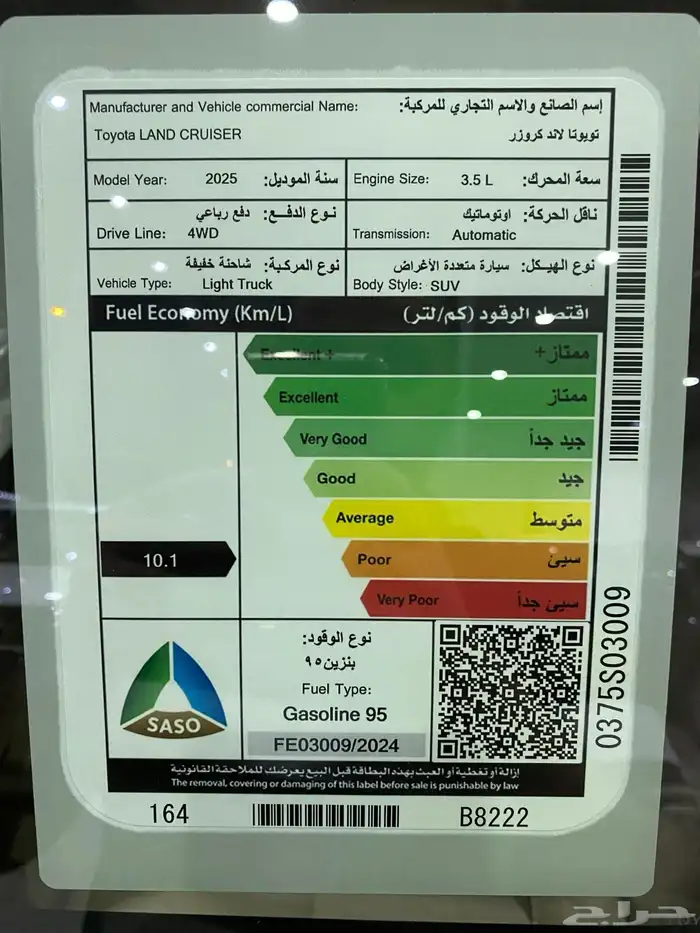 Manufacturer and Vehicle commercial Name: إسم الصانع والاسم التجاري للمركبة:
Toyota LAND CRUISER تويوتا لاند كروزر
Model Year: 2025 سنة الموديل: Engine Size: 3.5 L سعة المحرك:
نوع الدفع: دفع رباعي
Drive Line: 4WD
ناقل الحركة: اوتوماتيك
Transmission: Automatic
نوع المركبة: شاحنة خفيفة
Vehicle Type: Light Truck
نوع الهيكل: سيارة متعددة الأغراض
Body Style: SUV
Fuel Economy (Km/L) اقتصاد الوقود (كم/لتر)
Excellent + ممتاز+
Excellent ممتاز
Very Good جيد جداً
Good جيد
Average متوسط
10.1 Poor سيئ
Very Poor سيئ جداً
SASO
نوع الوقود:
بنزين ٩٥
Fuel Type:
Gasoline 95
FE03009/2024
إزالة أو تغطية أو العبث بهذه البطاقة قبل البيع يعرضك للملاحقة القانونية
The removal, covering or damaging of this label before sale is punishable by law
164 B8222
0375S03009
حراج